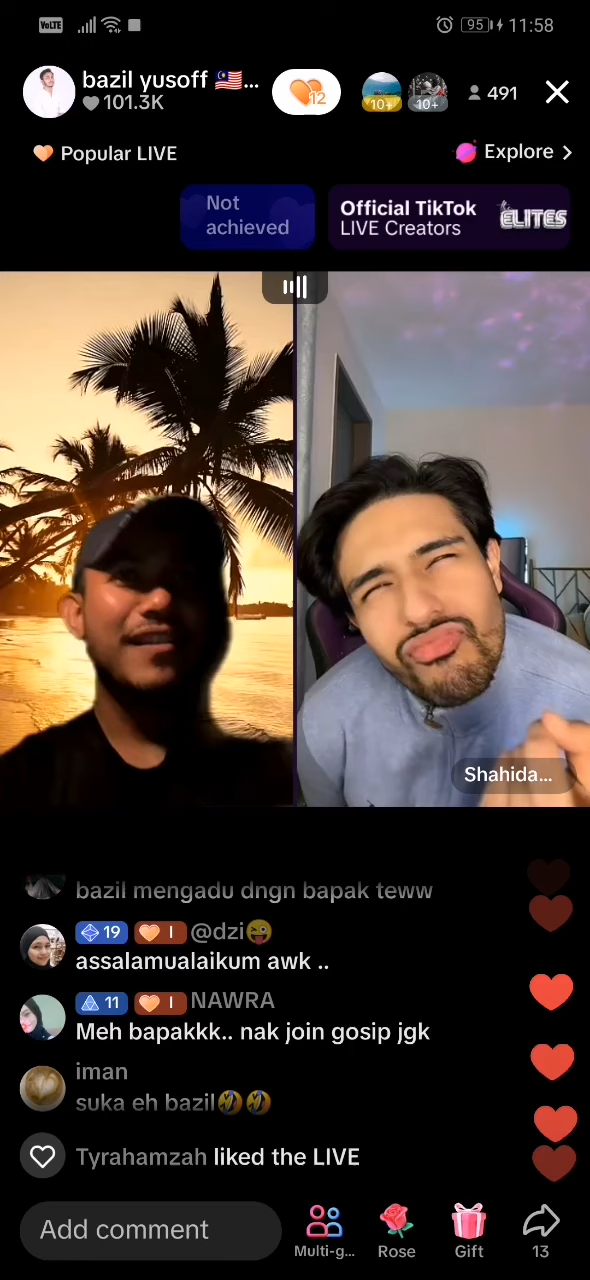 VoLTE
95 11:58
bazil yusoff 🇲🇾...
101.3K
12
10+
10+
491
Popular LIVE
Explore
Not
achieved
Official TikTok
LIVE Creators
the ELITES
Shahida...
bazil mengadu dngn bapak teww
19 I @dzi😜
assalamualaikum awk ..
11 I NAWRA
Meh bapakkk.. nak join gosip jgk
iman
suka eh bazil🤣🤣
Tyrahamzah liked the LIVE
Add comment
Multi-g...
Rose
Gift
13